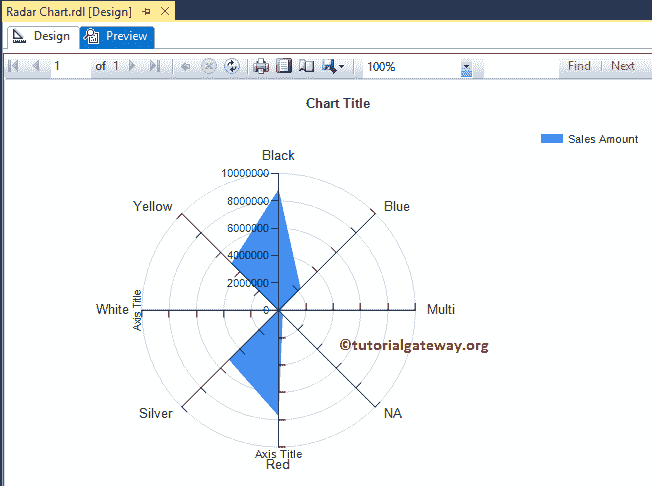 Radar Chart.rdl [Design]
Design Preview
1 of 1 100% Find Next
Chart Title
Sales Amount
Black
10000000
Yellow 8000000 Blue
6000000
4000000
2000000
White Axis Title 0 Multi
©tutorialgateway.org
Silver NA
Axis Title
Red